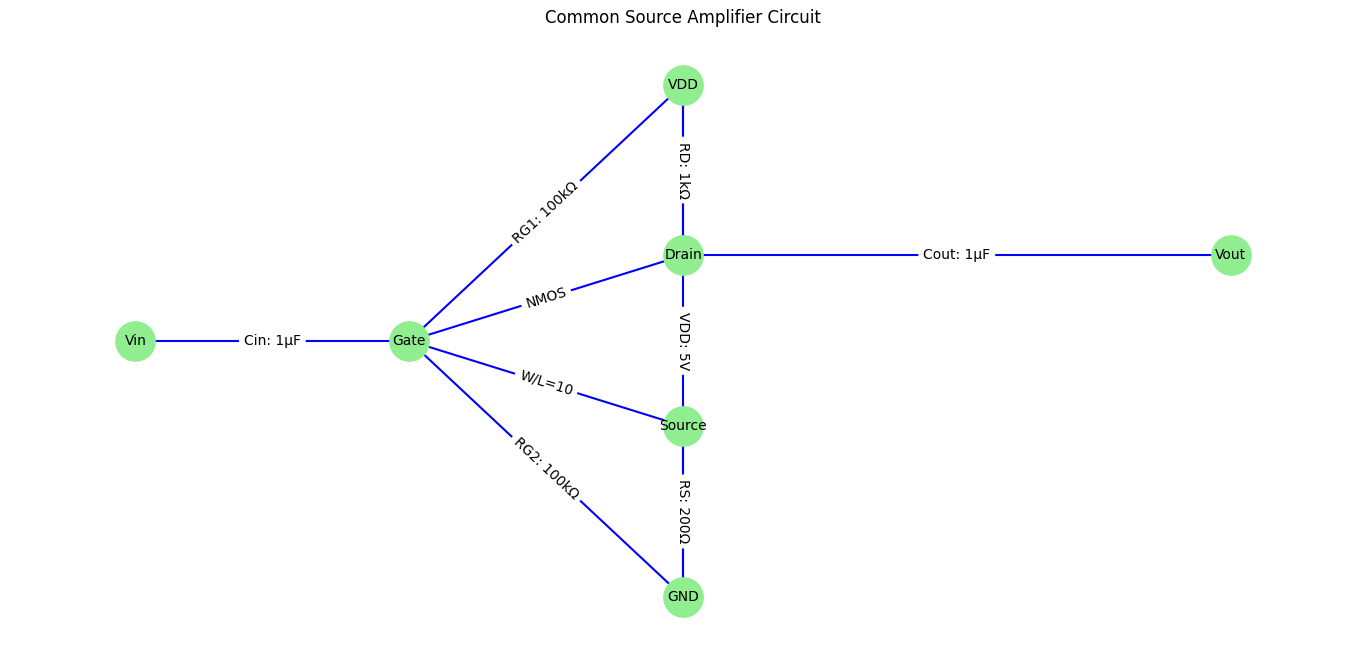 Common Source Amplifier Circuit
VDD
RD: 1kΩ
RG1: 100kΩ
Drain
Cout: 1μF
Vout
NMOS
VDD: 5V
Vin
Cin: 1μF
Gate
W/L=10
Source
RG2: 100kΩ
RS: 200Ω
GND